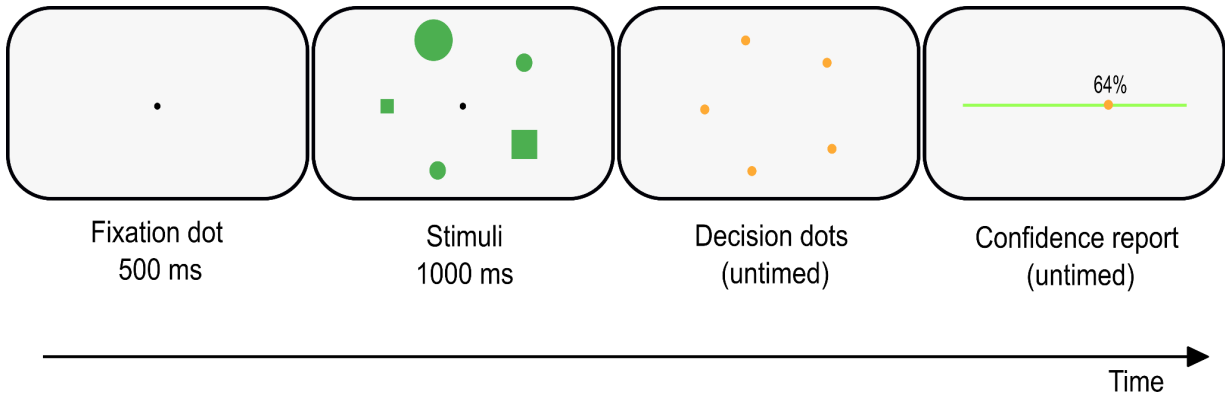 64%
Fixation dot
500 ms
Stimuli
1000 ms
Decision dots
(untimed)
Confidence report
(untimed)
Time